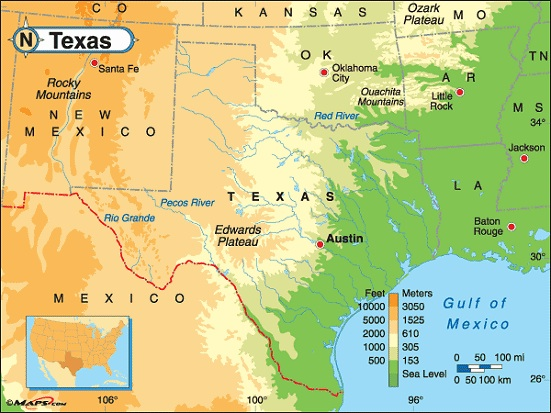 CO
KANSAS
Ozark
Plateau
MO
N
Texas
Santa Fe
OK
Oklahoma
City
AR
TN
Rocky
Mountains
Ouachita
Mountains
Little
Rock
NEW
MEXICO
Red River
MS
34°
Jackson
Pecos River
TEXAS
LA
Rio Grande
Edwards
Plateau
Austin
Baton
Rouge
30°
MEXICO
Feet
Meters
10000
3050
5000
1525
2000
610
1000
305
500
153
Sea Level
Gulf of
Mexico
0 50 100 mi
0 50 100 km
26°
106°
100°
96°
©MAPS.com